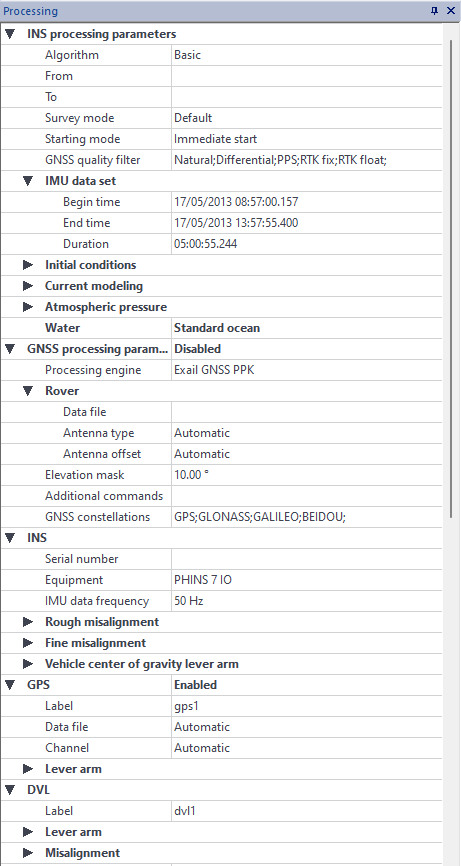 Processing
INS processing parameters
Algorithm Basic
From
To
Survey mode Default
Starting mode Immediate start
GNSS quality filter Natural;Differential;PPS;RTK fix;RTK float;
IMU data set
Begin time 17/05/2013 08:57:00.157
End time 17/05/2013 13:57:55.400
Duration 05:00:55.244
Initial conditions
Current modeling
Atmospheric pressure
Water Standard ocean
GNSS processing param... Disabled
Processing engine Exail GNSS PPK
Rover
Data file
Antenna type Automatic
Antenna offset Automatic
Elevation mask 10.00 °
Additional commands
GNSS constellations GPS;GLONASS;GALILEO;BEIDOU;
INS
Serial number
Equipment PHINS 7 IO
IMU data frequency 50 Hz
Rough misalignment
Fine misalignment
Vehicle center of gravity lever arm
GPS Enabled
Label gps1
Data file Automatic
Channel Automatic
Lever arm
DVL
Label dvl1
Lever arm
Misalignment